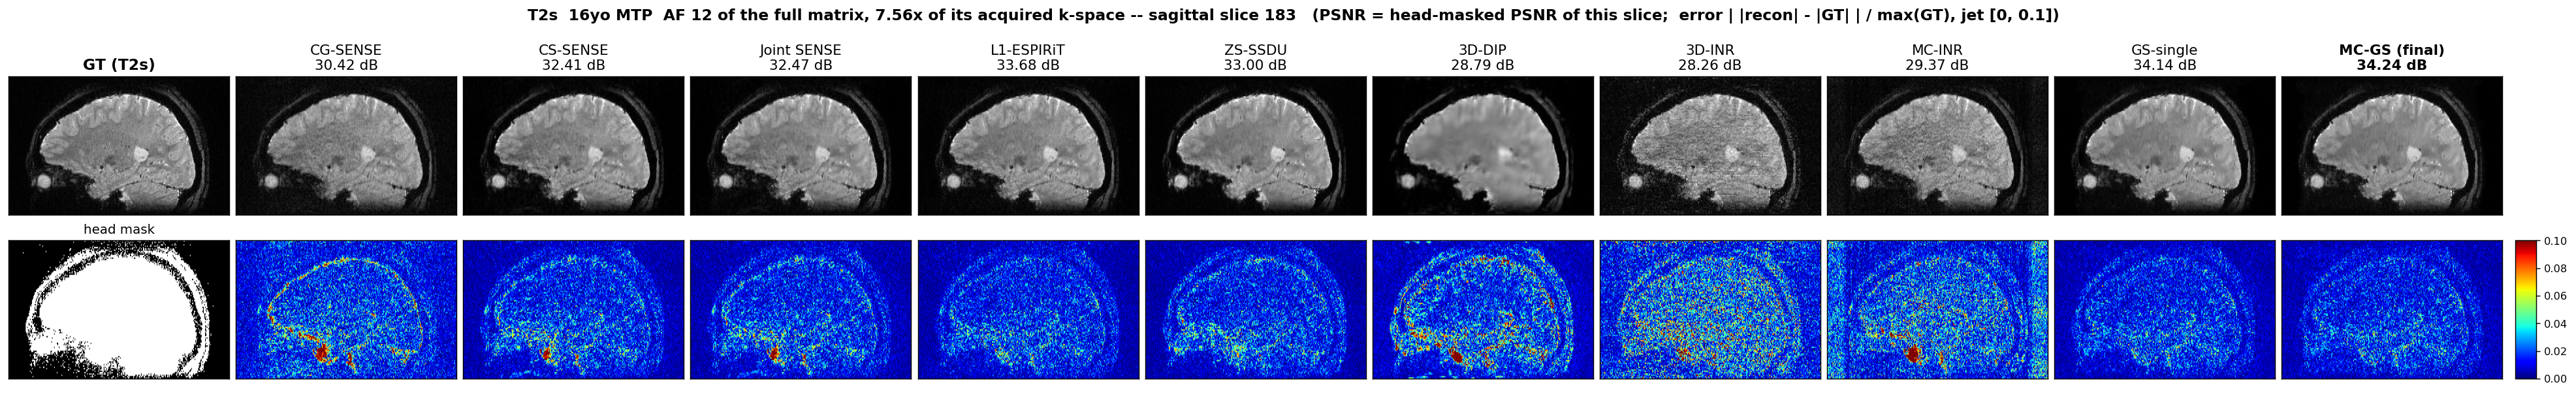 T2s  16yo MTP  AF 12 of the full matrix, 7.56x of its acquired k-space -- sagittal slice 183   (PSNR = head-masked PSNR of this slice;  error | |recon| - |GT| | / max(GT), jet [0, 0.1])
GT (T2s)
CG-SENSE
30.42 dB
CS-SENSE
32.41 dB
Joint SENSE
32.47 dB
L1-ESPIRiT
33.68 dB
ZS-SSDU
33.00 dB
3D-DIP
28.79 dB
3D-INR
28.26 dB
MC-INR
29.37 dB
GS-single
34.14 dB
MC-GS (final)
34.24 dB
head mask
0.10
0.08
0.06
0.04
0.02
0.00